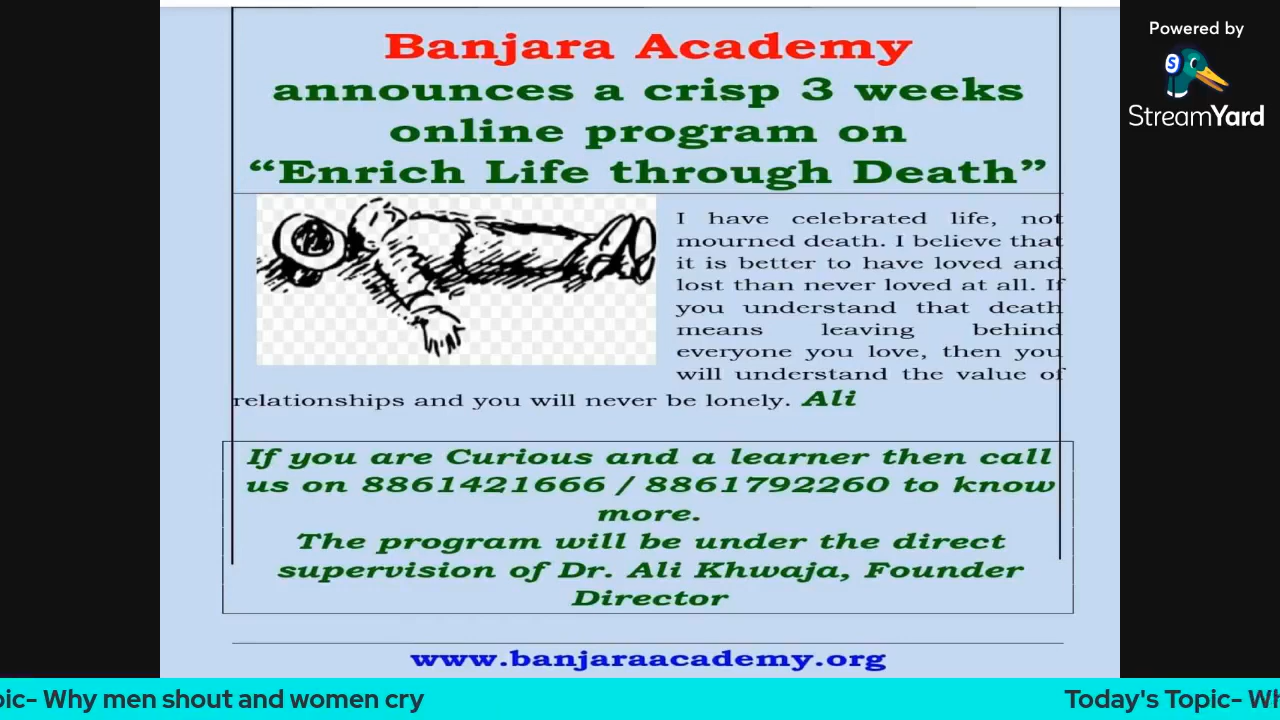 Powered by
StreamYard
Banjara Academy
announces a crisp 3 weeks
online program on
“Enrich Life through Death”
I have celebrated life, not
mourned death. I believe that
it is better to have loved and
lost than never loved at all. If
you understand that death
means leaving behind
everyone you love, then you
will understand the value of
relationships and you will never be lonely. Ali
If you are Curious and a learner then call
us on 8861421666 / 8861792260 to know
more.
The program will be under the direct
supervision of Dr. Ali Khwaja, Founder
Director
www.banjaraacademy.org
pic- Why men shout and women cry Today's Topic- Wh